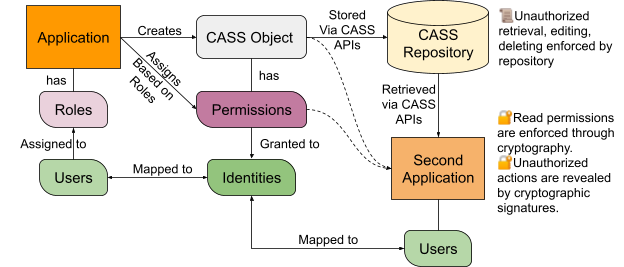 Application
Creates
CASS Object
Stored
Via CASS
APIs
CASS
Repository
📜Unauthorized
retrieval, editing,
deleting enforced by
repository
Assigns
Based on
Roles
has
has
Roles
Permissions
Retrieved
via CASS
APIs
🔐Read permissions
are enforced through
cryptography.
🔐Unauthorized
actions are revealed
by cryptographic
signatures.
Assigned to
Granted to
Users
Mapped to
Identities
Second
Application
Mapped to
Users